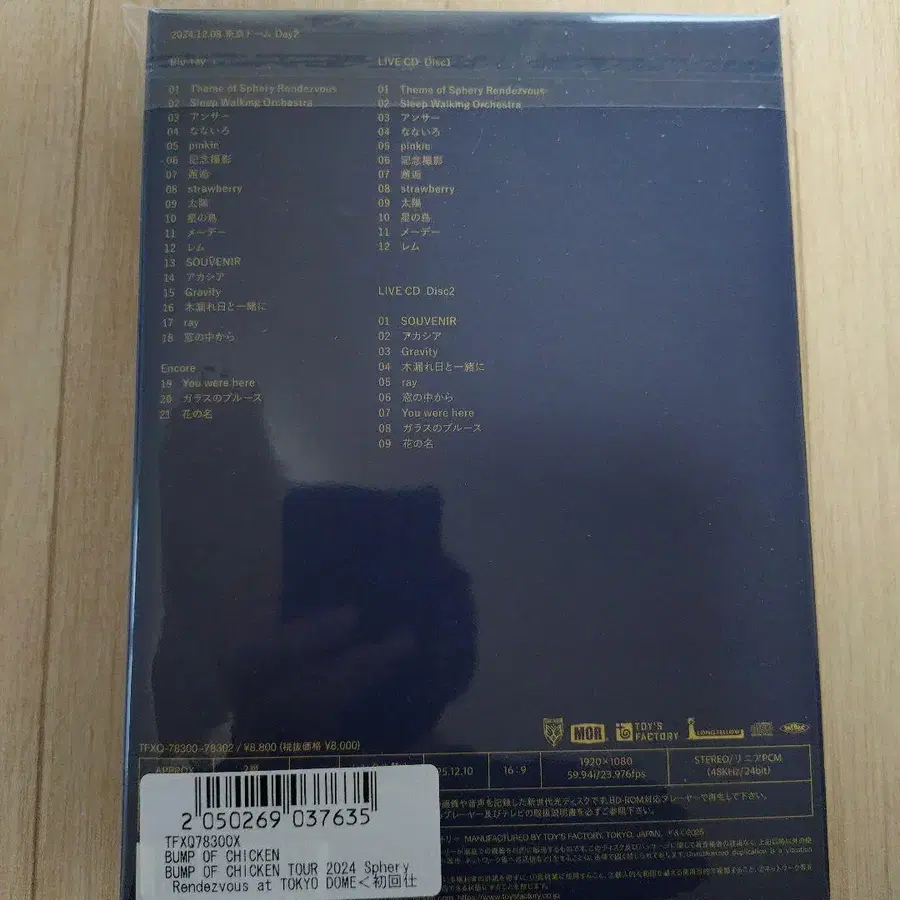 2024.12.08 東京ドーム Day2
Blu-ray
01 Theme of Sphery Rendezvous
02 Sleep Walking Orchestra
03 アンサー
04 なないろ
05 pinkie
06 記念撮影
07 邂逅
08 strawberry
09 太陽
10 星の鳥
11 メーデー
12 レム
13 SOUVENIR
14 アカシア
15 Gravity
16 木漏れ日と一緒に
17 ray
18 窓の中から
Encore
19 You were here
20 ガラスのブルース
21 花の名
LIVE CD Disc1
01 Theme of Sphery Rendezvous
02 Sleep Walking Orchestra
03 アンサー
04 なないろ
05 pinkie
06 記念撮影
07 邂逅
08 strawberry
09 太陽
10 星の鳥
11 メーデー
12 レム
LIVE CD Disc2
01 SOUVENIR
02 アカシア
03 Gravity
04 木漏れ日と一緒に
05 ray
06 窓の中から
07 You were here
08 ガラスのブルース
09 花の名
MOR
TOY'S FACTORY
LONGFELLOW
TFXQ-78300~78302 / ¥8,800 (税抜価格 ¥8,000)
25.12.10
16:9
1920×1080
59.94i/23.976fps
STEREO/リニアPCM
(48KHz/24bit)
MANUFACTURED BY TOY'S FACTORY, TOKYO, JAPAN.
2 050269 037635
TFXQ78300X
BUMP OF CHICKEN
BUMP OF CHICKEN TOUR 2024 Sphery
Rendezvous at TOKYO DOME＜初回仕